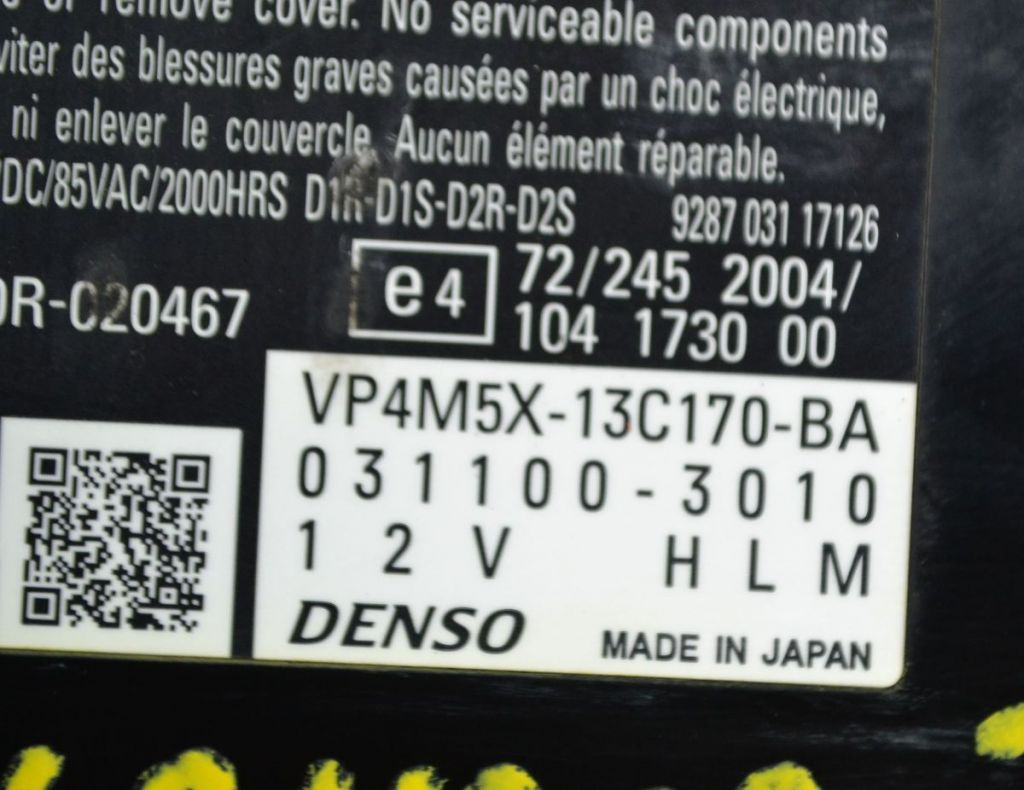 or remove cover. No serviceable components
viter des blessures graves causées par un choc électrique,
ni enlever le couvercle. Aucun élément réparable.
DC/85VAC/2000HRS D1R-D1S-D2R-D2S 9287 031 17126
e4 72/245 2004/
0R-020467 104 1730 00
VP4M5X-13C170-BA
031100-3010
12V HLM
DENSO MADE IN JAPAN